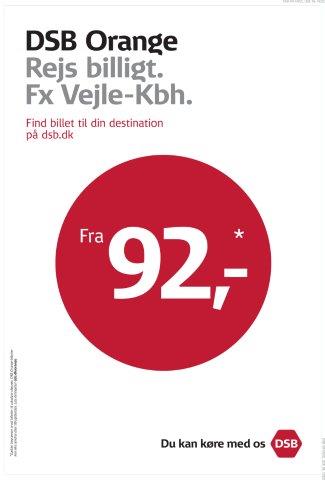 DSB Orange
Rejs billigt.
Fx Vejle-Kbh.
Find billet til din destination
på dsb.dk
Fra
92,-*
Du kan køre med os
DSB